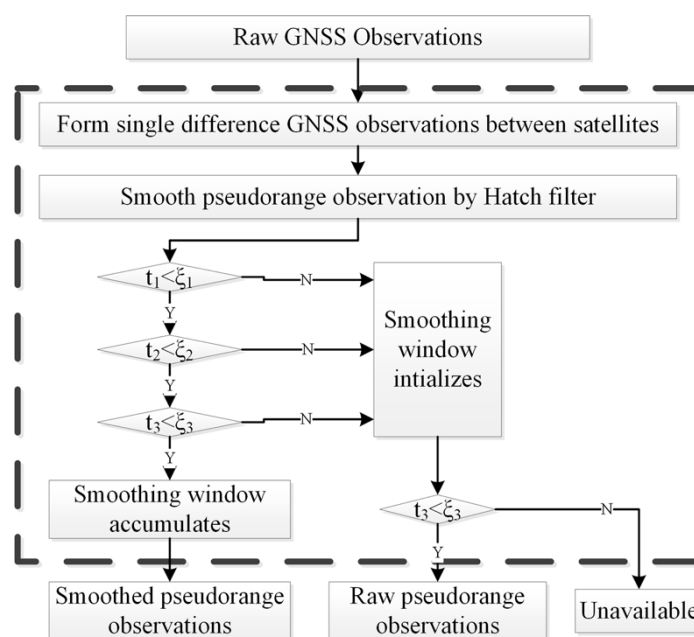 Raw GNSS Observations
Form single difference GNSS observations between satellites
Smooth pseudorange observation by Hatch filter
t₁<ξ₁
N
Y
Smoothing
window
intializes
t₂<ξ₂
N
Y
t₃<ξ₃
N
Y
Smoothing window
accumulates
t₃<ξ₃
N
Y
Smoothed pseudorange
observations
Raw pseudorange
observations
Unavailable